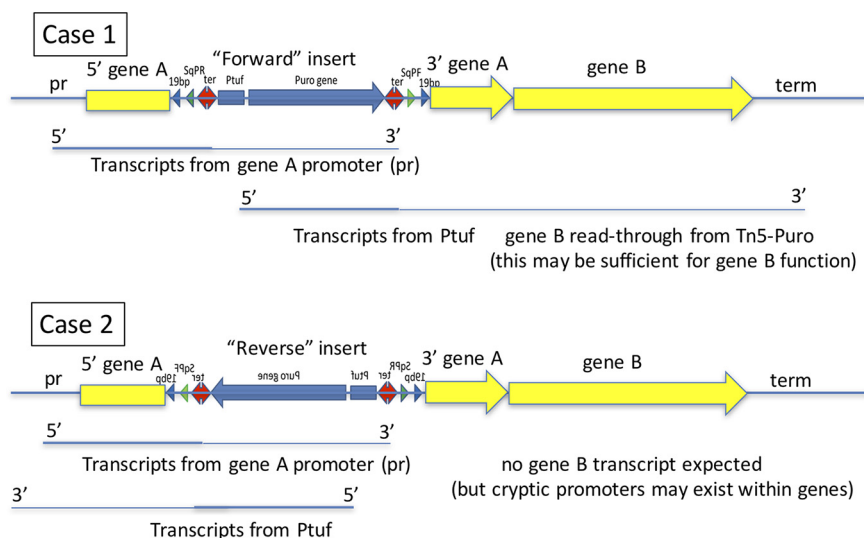 Case 1
"Forward" insert
5' gene A
19bp
SqPR
ter
Ptuf
Puro gene
ter
SqPF
19bp
3' gene A
gene B
pr
term
5'
3'
Transcripts from gene A promoter (pr)
5'
3'
Transcripts from Ptuf
gene B read-through from Tn5-Puro
(this may be sufficient for gene B function)
Case 2
"Reverse" insert
5' gene A
19bp
SqPF
ter
Puro gene
Ptuf
ter
SqPR
19bp
3' gene A
gene B
pr
term
5'
3'
Transcripts from gene A promoter (pr)
no gene B transcript expected
(but cryptic promoters may exist within genes)
3'
5'
Transcripts from Ptuf